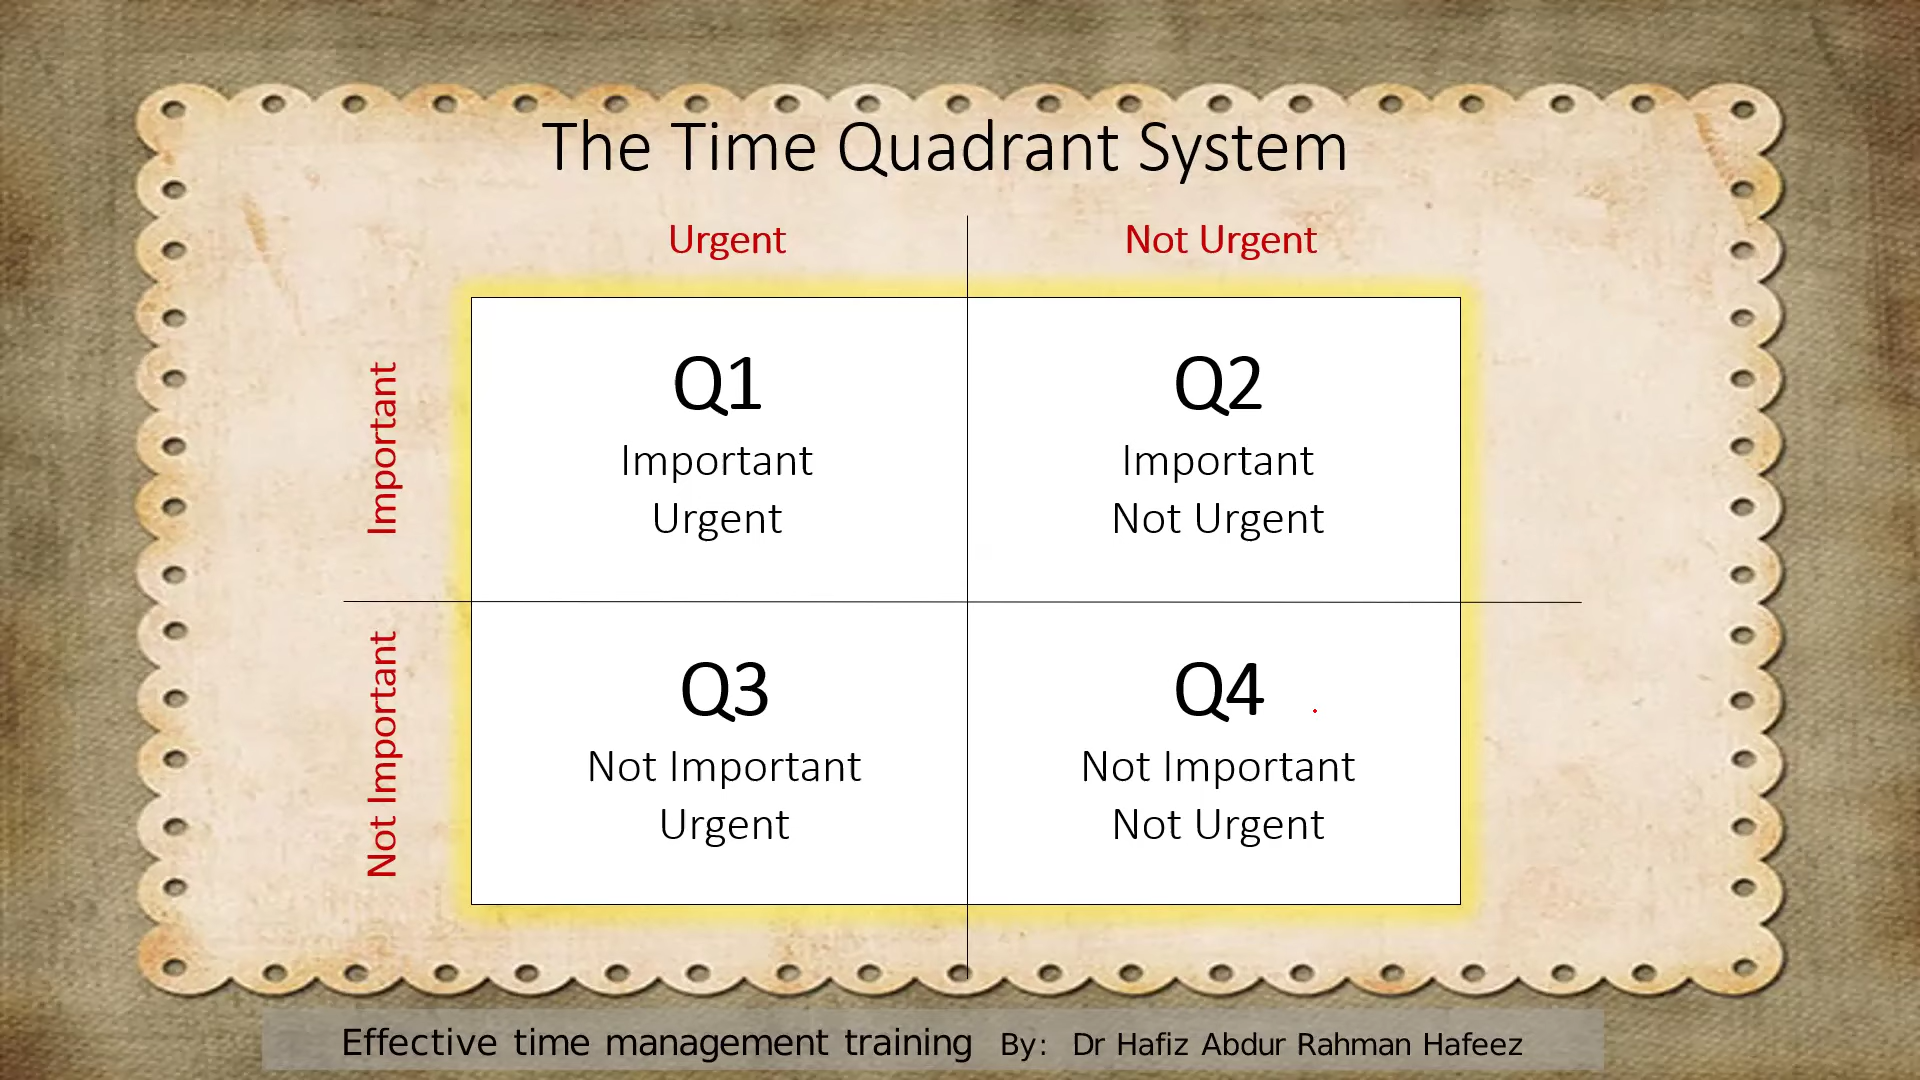 The Time Quadrant System
Urgent
Not Urgent
Important
Q1
Important
Urgent
Q2
Important
Not Urgent
Not Important
Q3
Not Important
Urgent
Q4
Not Important
Not Urgent
Effective time management training By: Dr Hafiz Abdur Rahman Hafeez